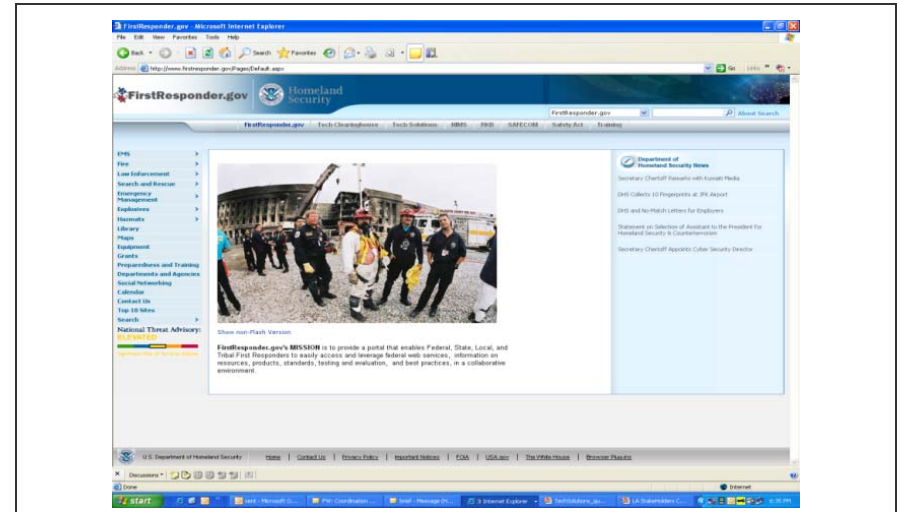 FirstResponder.gov - Microsoft Internet Explorer
File Edit View Favorites Tools Help
Back Search Favorites
Address http://www.firstresponder.gov/Pages/Default.aspx Go Links
FirstResponder.gov Homeland
Security
FirstResponder.gov About Search
FirstResponder.gov Tech Clearinghouse Tech Solutions NIMS RKB SAFECOM Safety Act Training
EMS
Fire
Law Enforcement
Search and Rescue
Emergency
Management
Explosives
Hazmats
Library
Maps
Equipment
Grants
Preparedness and Training
Departments and Agencies
Social Networking
Calendar
Contact Us
Top 10 Sites
Search
National Threat Advisory:
ELEVATED
Show non-Flash Version
FirstResponder.gov's MISSION is to provide a portal that enables Federal, State, Local, and
Tribal First Responders to easily access and leverage federal web services, information on
resources, products, standards, testing and evaluation, and best practices, in a collaborative
environment.
Department of
Homeland Security News
Secretary Chertoff Remarks with Kuwaiti Media
DHS Collects 10 Fingerprints at JFK Airport
DHS and No-Match Letters for Employers
Statement on Selection of Assistant to the President for
Homeland Security & Counterterrorism
Secretary Chertoff Appoints Cyber Security Director
U.S. Department of Homeland Security Home | Contact Us | Privacy Policy | Important Notices | FOIA | USA.gov | The White House | Browser Plug-ins
Discussions
Done Internet
start 3 Internet Explorer 6:35 PM